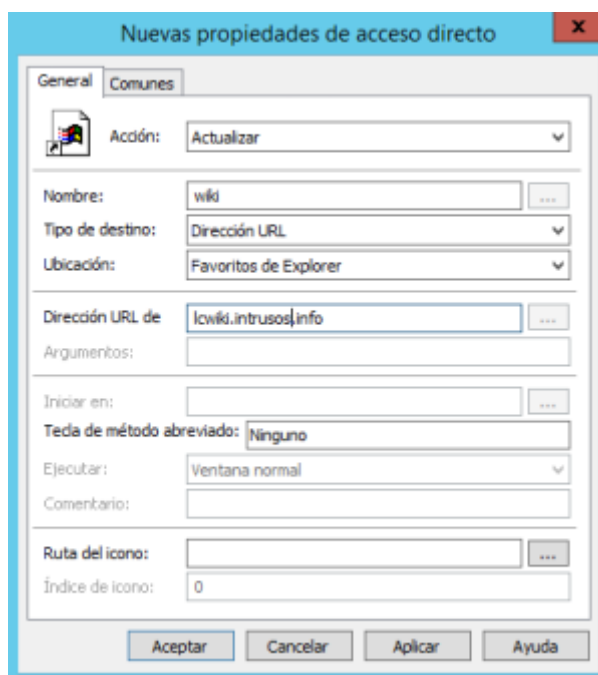 Nuevas propiedades de acceso directo
x
General Comunes
Acción: Actualizar
Nombre: wiki ...
Tipo de destino: Dirección URL
Ubicación: Favoritos de Explorer
Dirección URL de lcwiki.intrusos.info ...
Argumentos:
Iniciar en: ...
Tecla de método abreviado: Ninguno
Ejecutar: Ventana normal
Comentario:
Ruta del icono: ...
Índice de icono: 0
Aceptar Cancelar Aplicar Ayuda